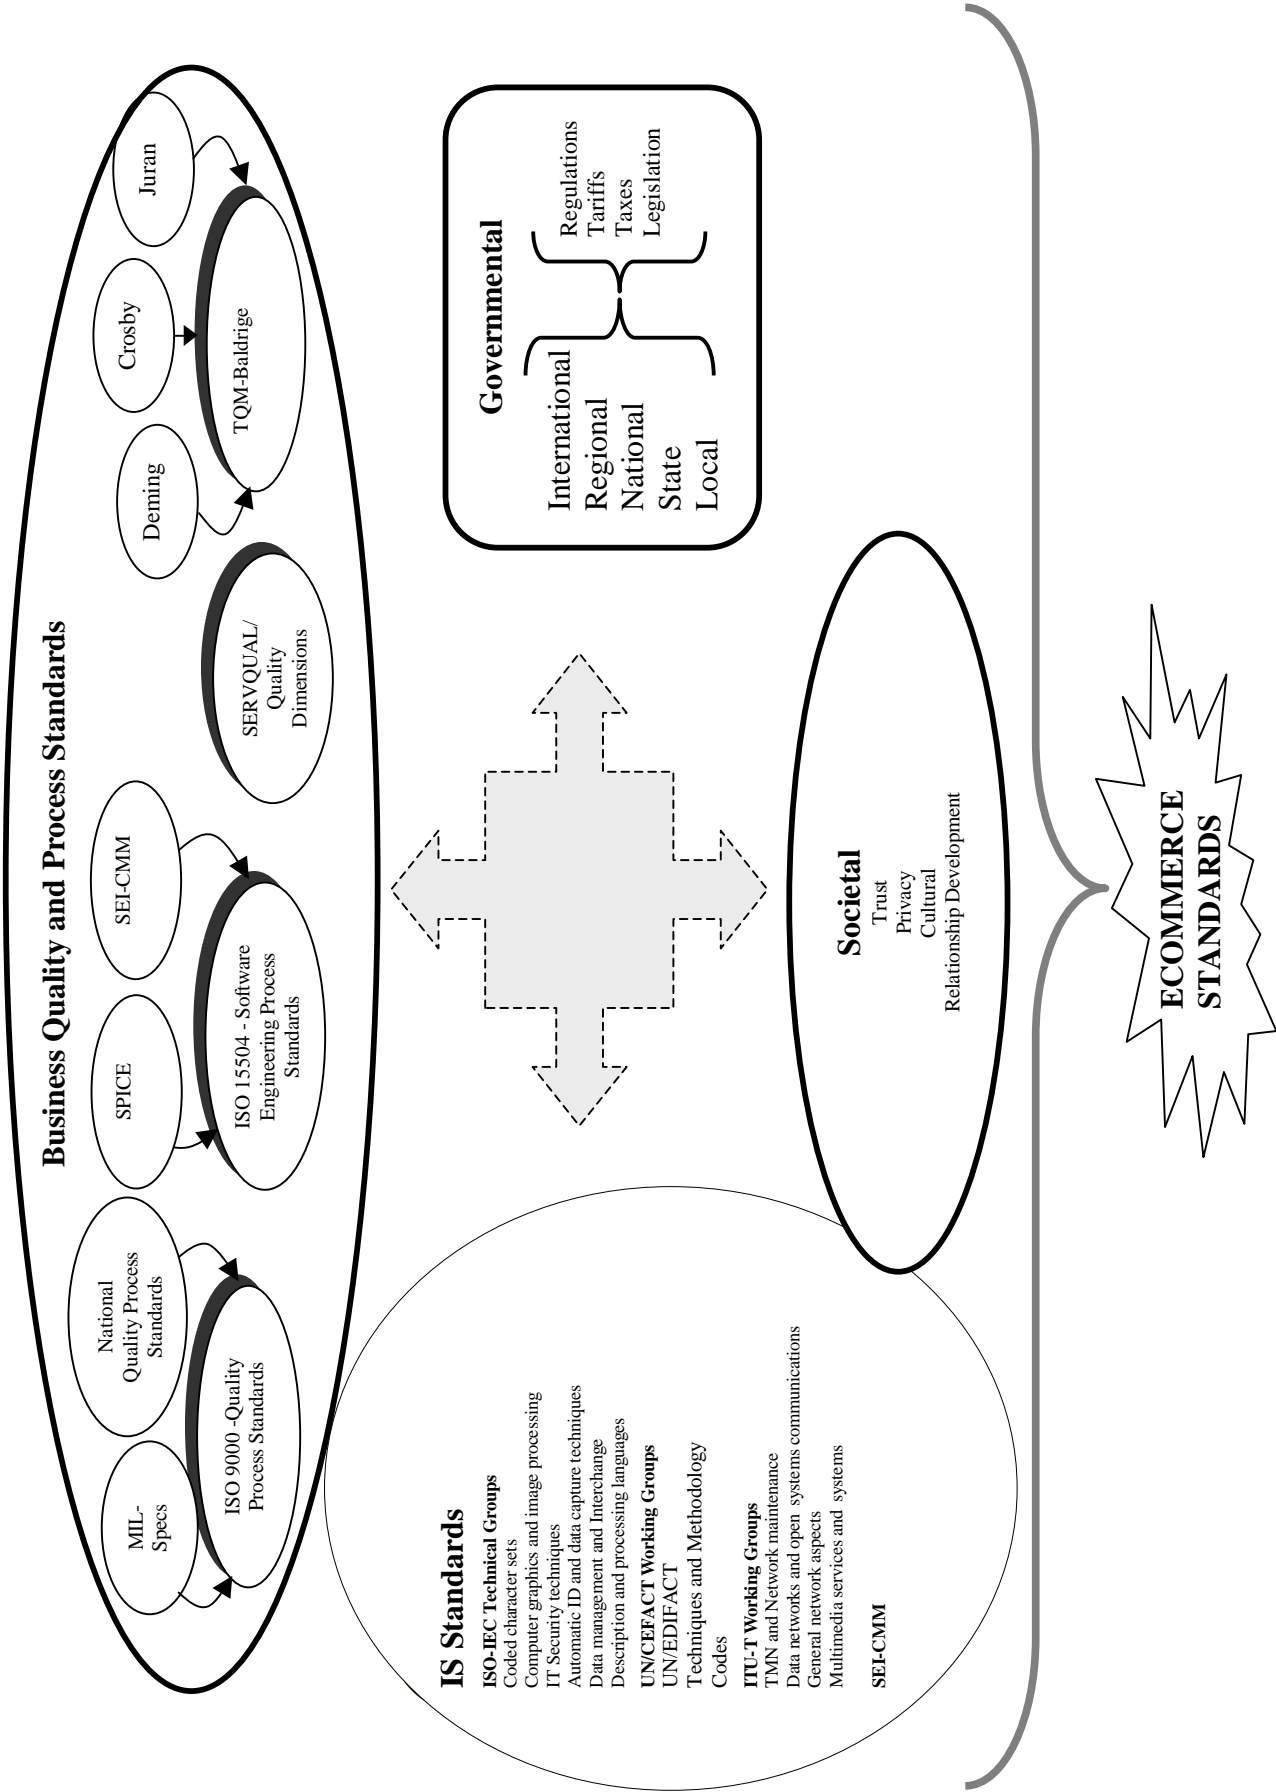 Business Quality and Process Standards
MIL-
Specs
National
Quality Process
Standards
ISO 9000 -Quality
Process Standards
SPICE
SEI-CMM
ISO 15504 - Software
Engineering Process
Standards
SERVQUAL/
Quality
Dimensions
Deming
Crosby
Juran
TQM-Baldrige
IS Standards
ISO-IEC Technical Groups
Coded character sets
Computer graphics and image processing
IT Security techniques
Automatic ID and data capture techniques
Data management and Interchange
Description and processing languages
UN/CEFACT Working Groups
UN/EDIFACT
Techniques and Methodology
Codes
ITU-T Working Groups
TMN and Network maintenance
Data networks and open systems communications
General network aspects
Multimedia services and systems
SEI-CMM
Governmental
International
Regional
National
State
Local
Regulations
Tariffs
Taxes
Legislation
Societal
Trust
Privacy
Cultural
Relationship Development
ECOMMERCE
STANDARDS